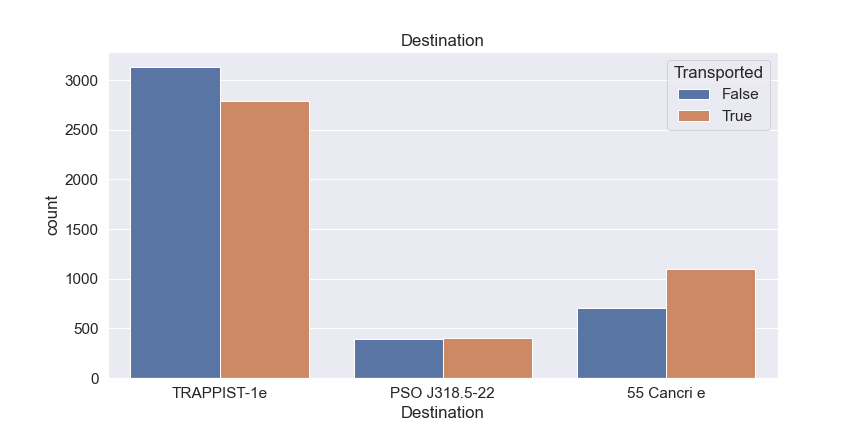 Destination
Transported
False
True
count
3000
2500
2000
1500
1000
500
0
TRAPPIST-1e
PSO J318.5-22
55 Cancri e
Destination